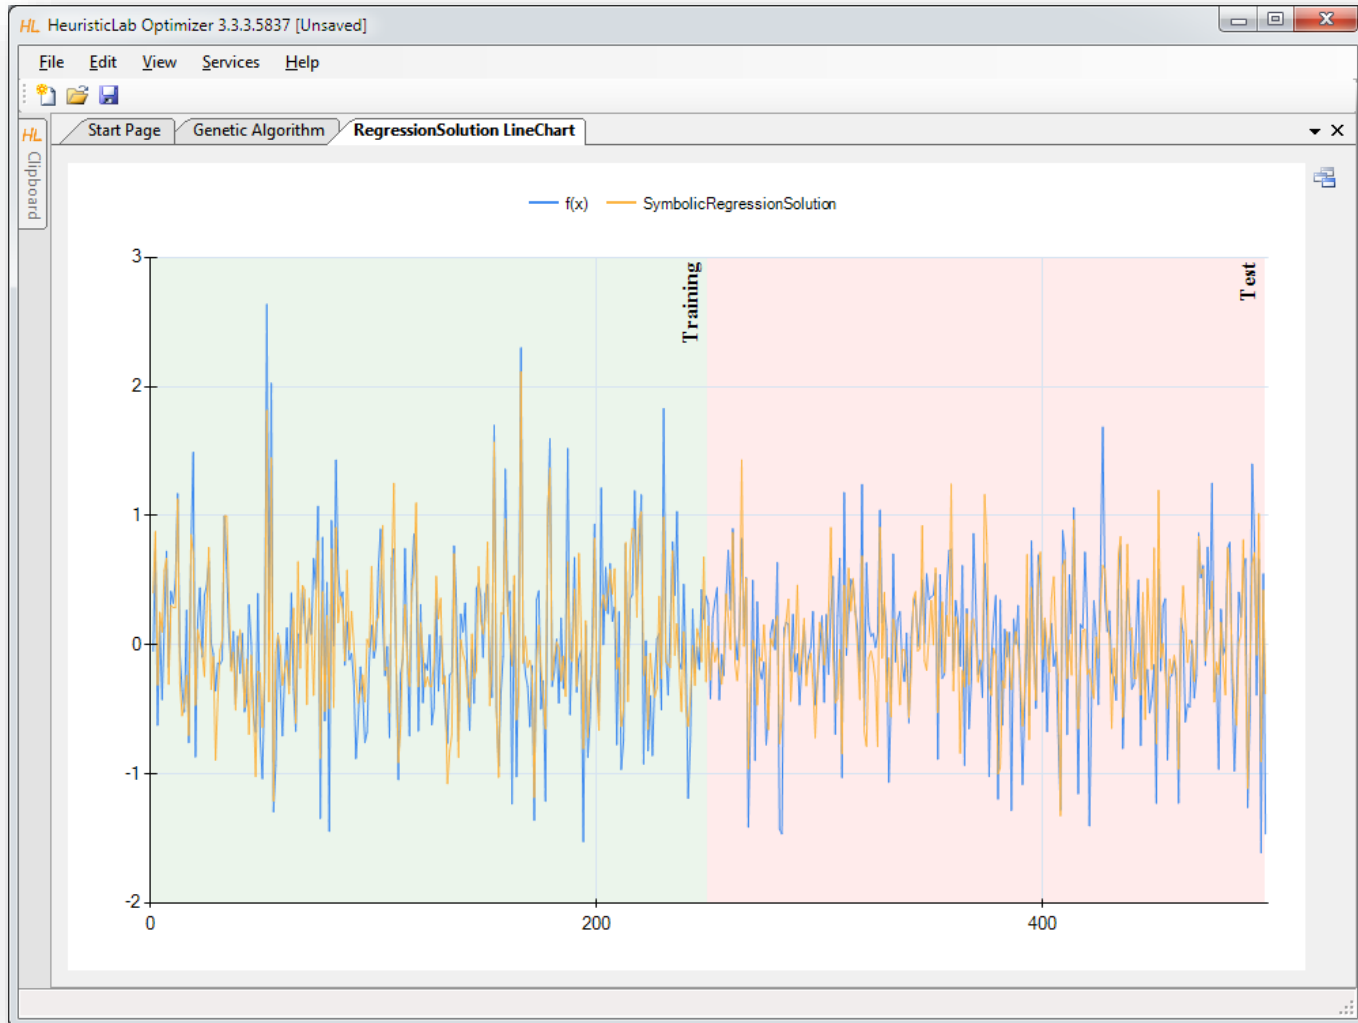 HL HeuristicLab Optimizer 3.3.3.5837 [Unsaved]
File Edit View Services Help
HL Clipboard
Start Page Genetic Algorithm RegressionSolution LineChart
f(x) SymbolicRegressionSolution
Training
Test
3
2
1
0
-1
-2
0 200 400